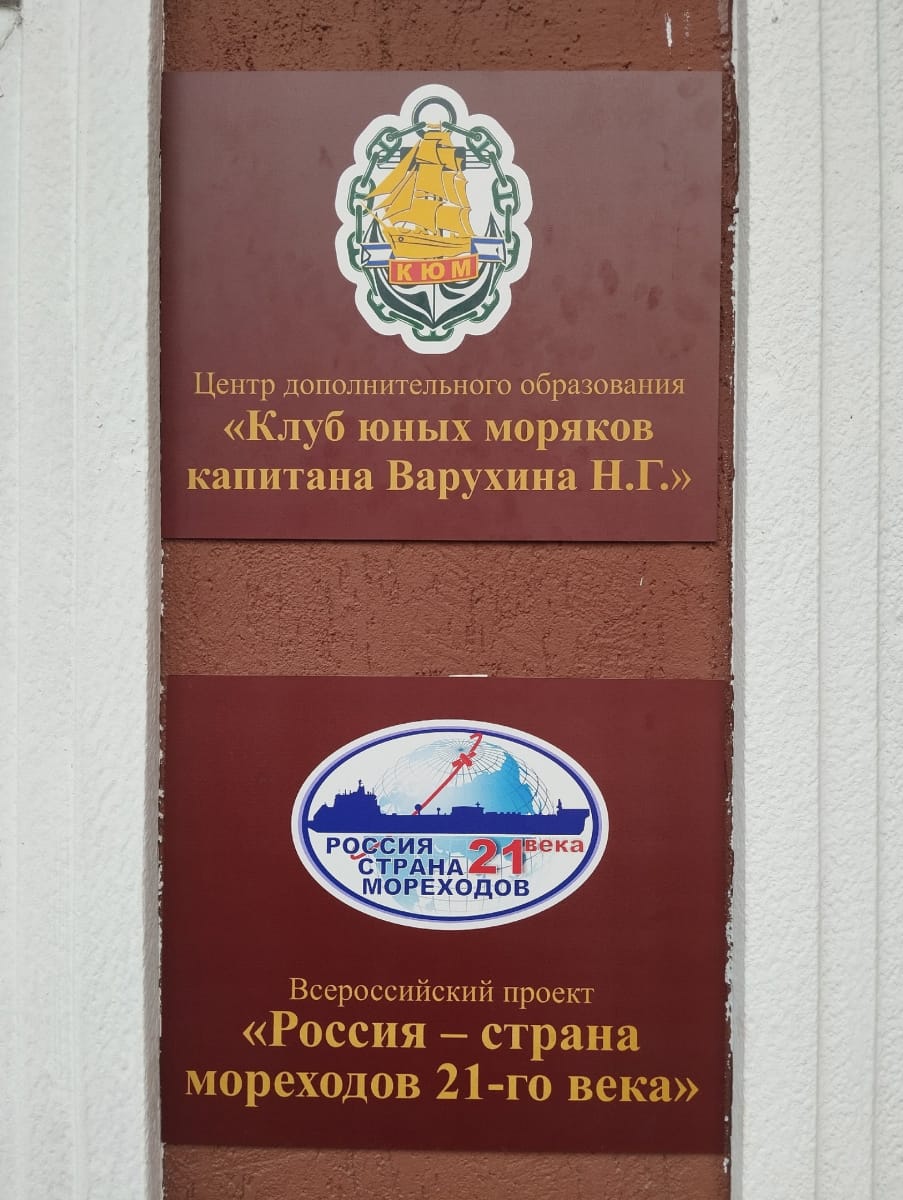 КЮМ
Центр дополнительного образования
«Клуб юных моряков
капитана Варухина Н.Г.»
РОССИЯ
СТРАНА 21 века
МОРЕХОДОВ
Всероссийский проект
«Россия – страна
мореходов 21-го века»